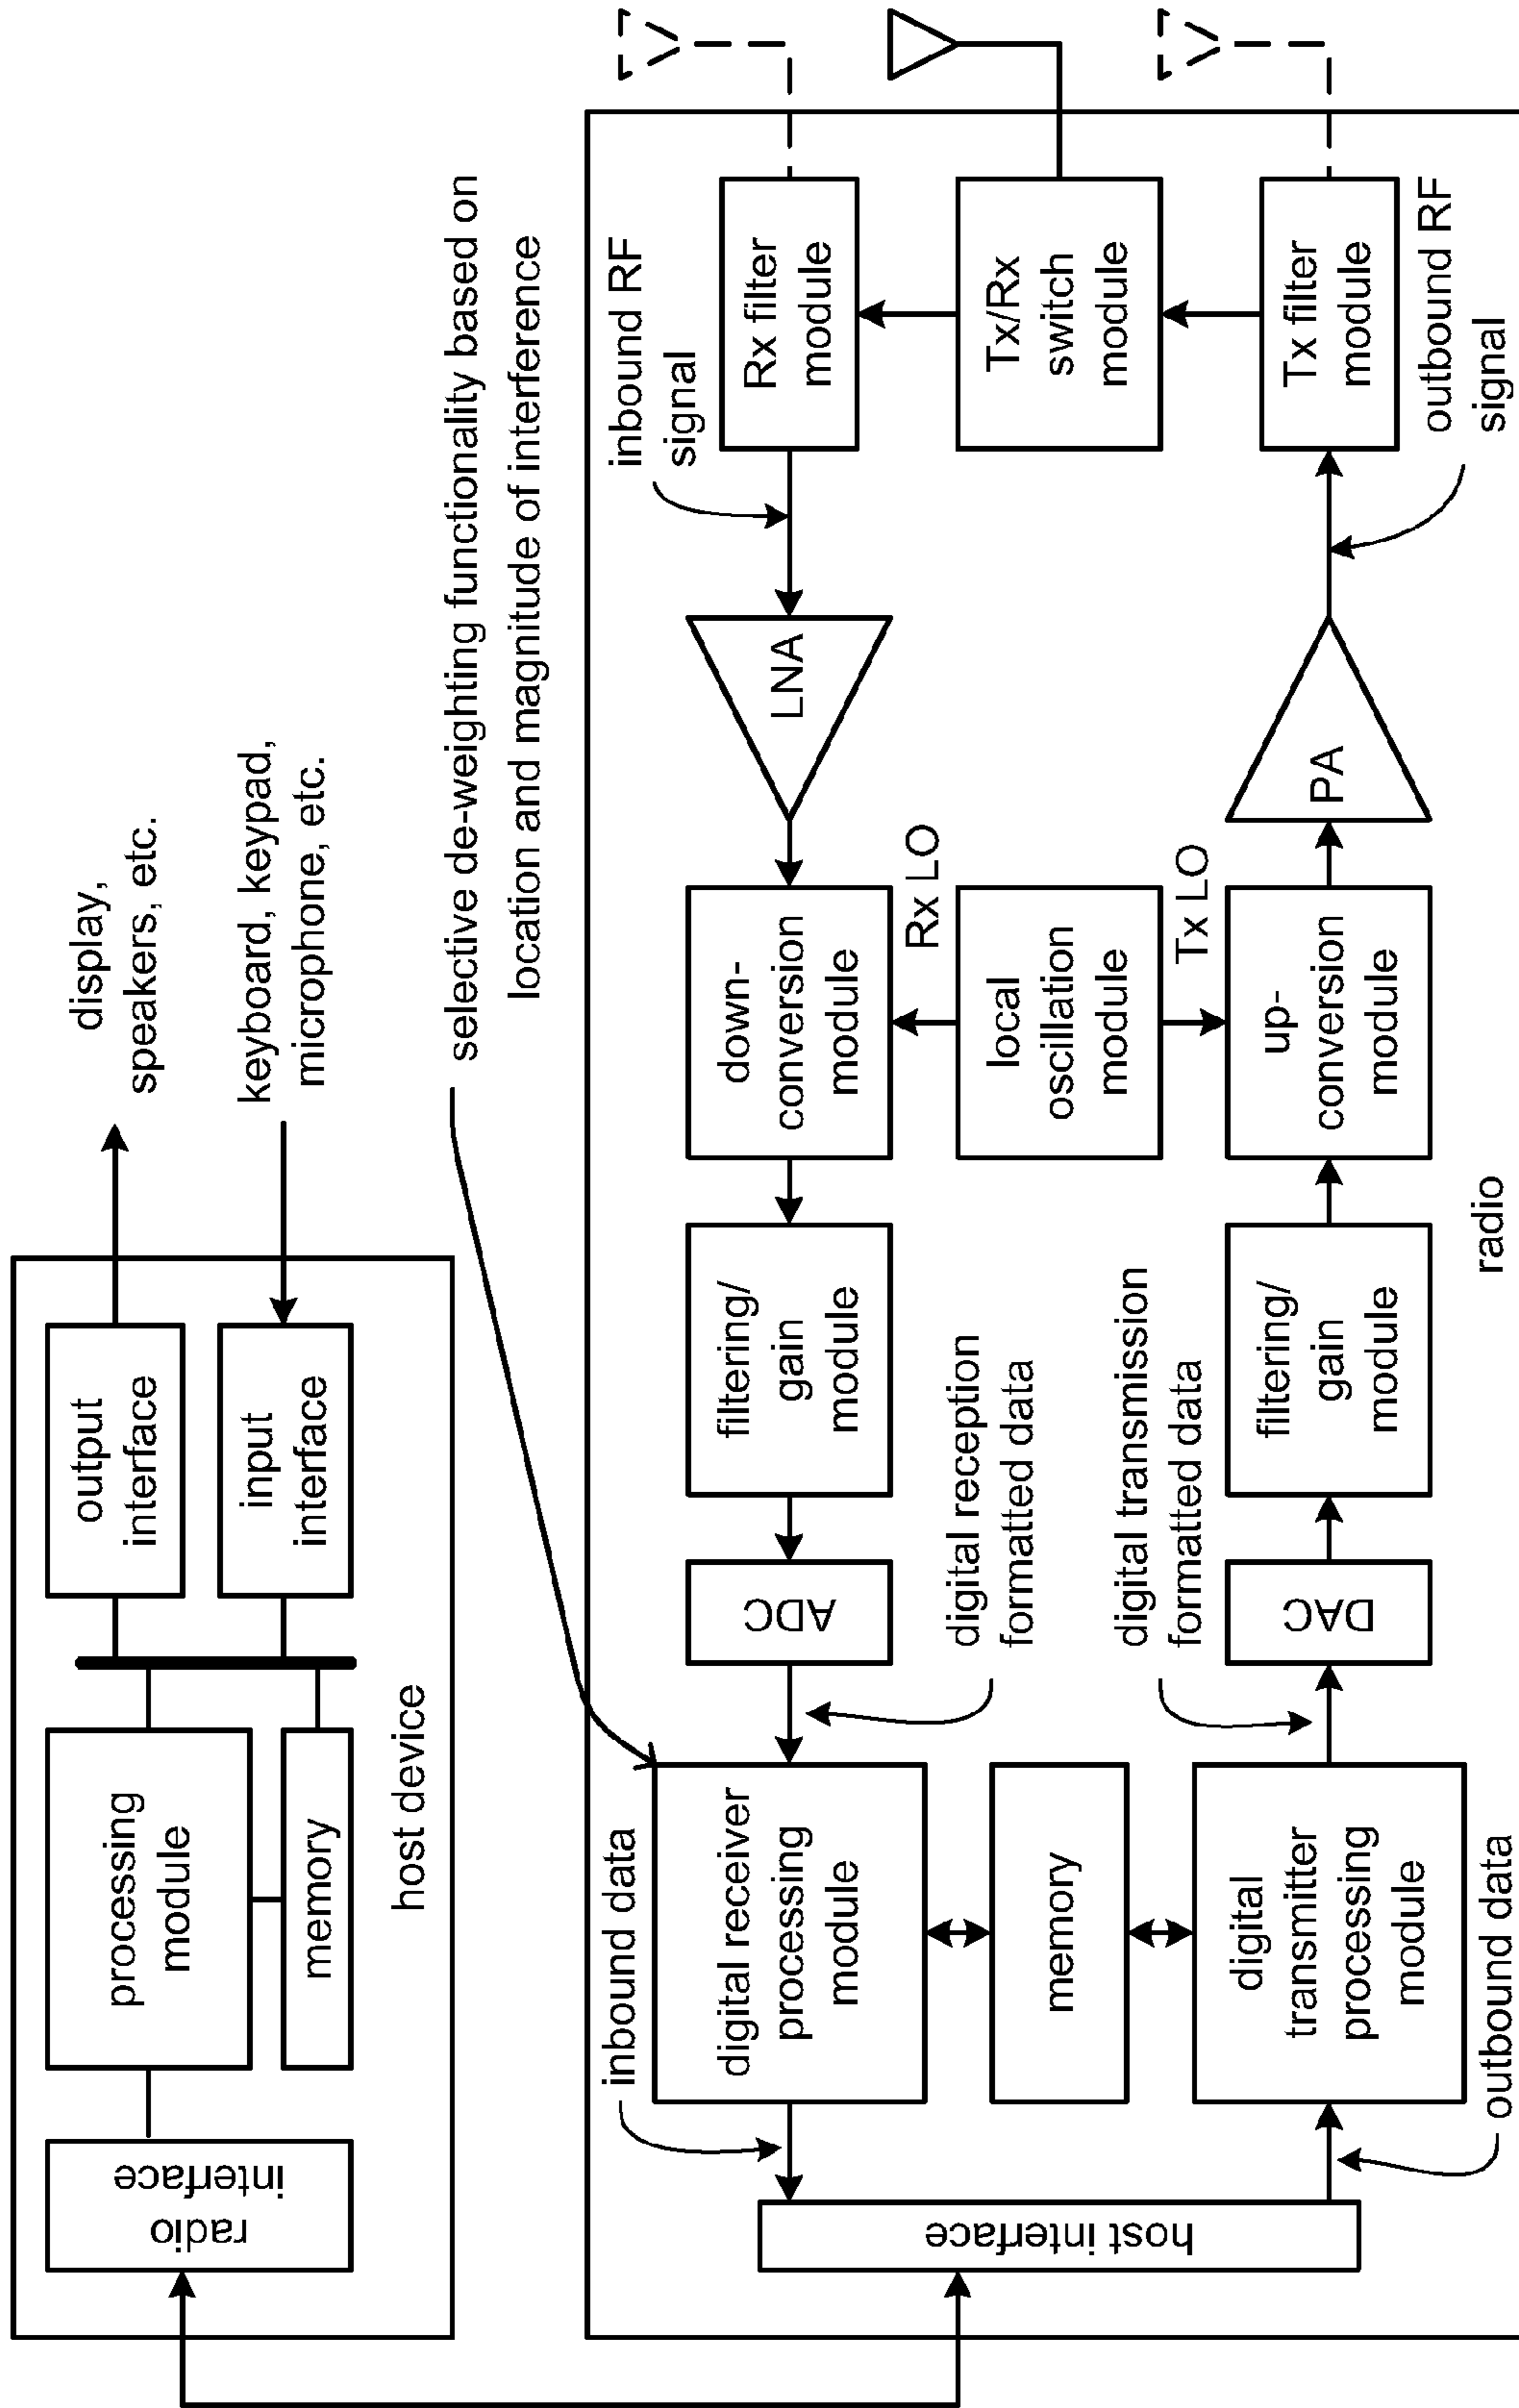 radio
interface
processing
module
memory
output
interface
input
interface
host device
display,
speakers, etc.
keyboard, keypad,
microphone, etc.
selective de-weighting functionality based on
location and magnitude of interference
host interface
inbound data
digital receiver
processing
module
memory
digital
transmitter
processing
module
outbound data
ADC
digital reception
formatted data
digital transmission
formatted data
DAC
filtering/
gain
module
filtering/
gain
module
radio
down-
conversion
module
Rx LO
local
oscillation
module
Tx LO
up-
conversion
module
LNA
PA
inbound RF
signal
Rx filter
module
Tx/Rx
switch
module
Tx filter
module
outbound RF
signal